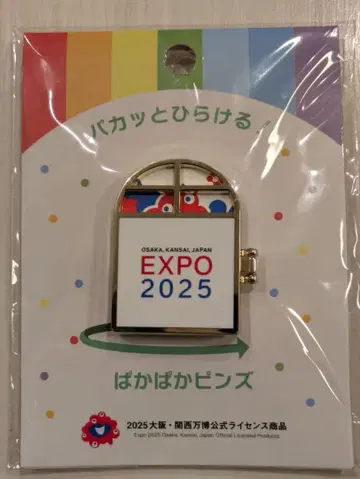 パカッとひらける!
OSAKA, KANSAI, JAPAN
EXPO
2025
ぱかぱかピンズ
2025大阪・関西万博公式ライセンス商品
Expo 2025 Osaka, Kansai, Japan Official Licensed Products